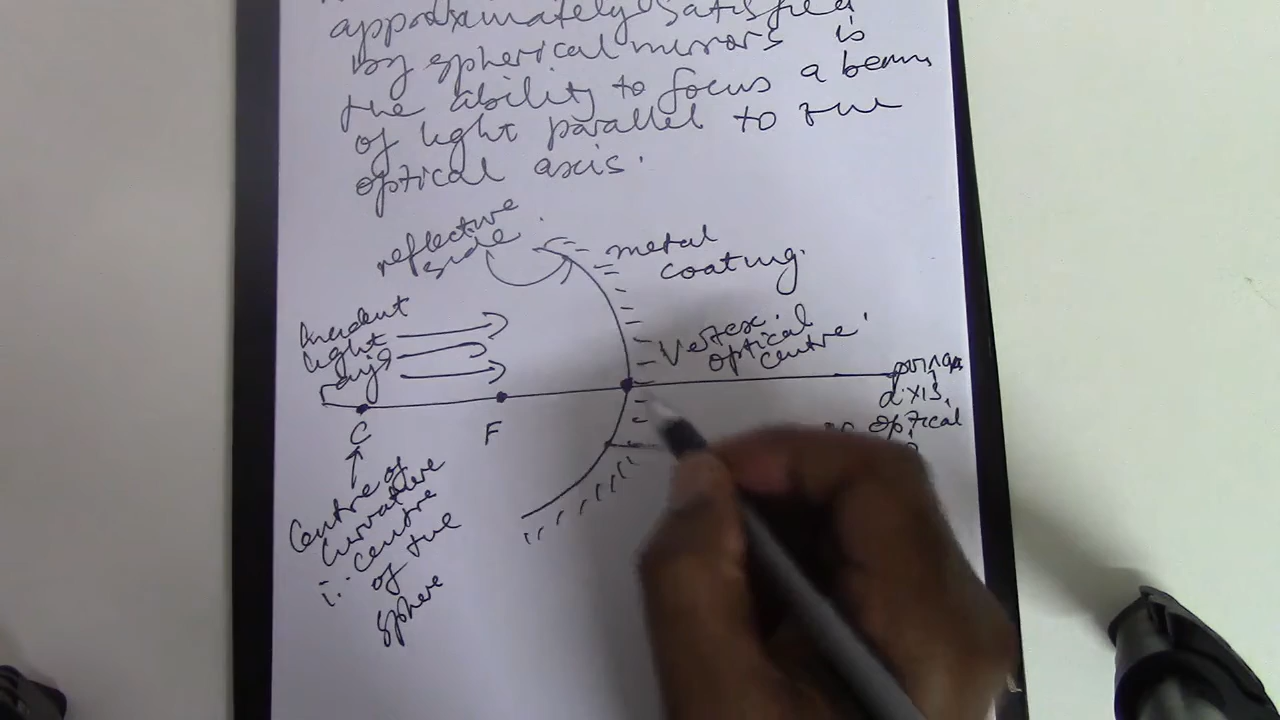 approximately satisfied
by spherical mirrors is
the ability to focus a beam
of light parallel to the
optical axis.
reflective
side
metal
coating.
Incident
light
rays
Vertex.
optical
centre
axis,
or optical
C
F
Centre of
curvature
centre
of the
sphere